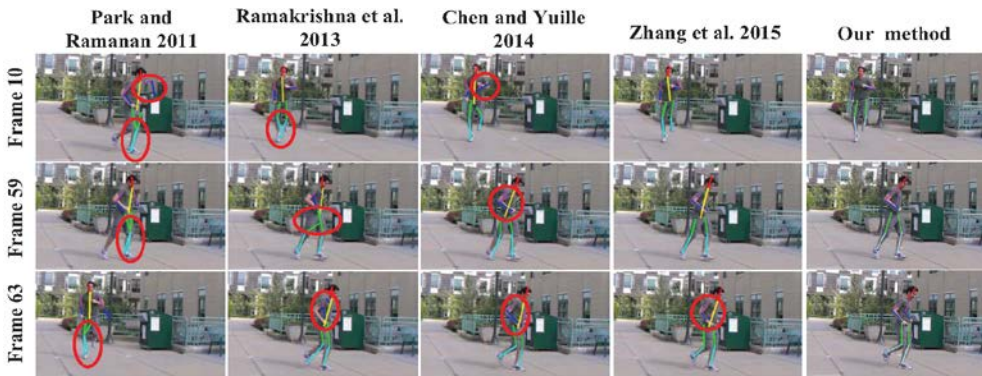 Park and
Ramanan 2011
Ramakrishna et al.
2013
Chen and Yuille
2014
Zhang et al. 2015
Our method
Frame 10
Frame 59
Frame 63